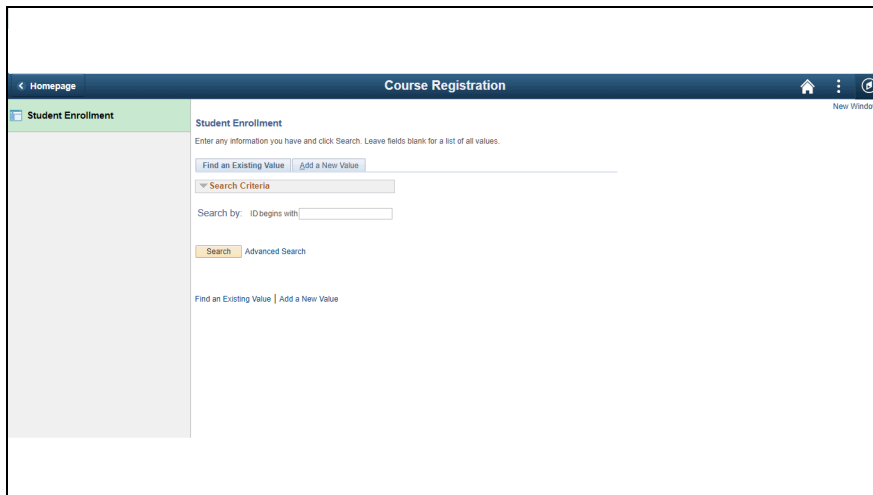 Homepage
Course Registration
New Windo
Student Enrollment
Student Enrollment
Enter any information you have and click Search. Leave fields blank for a list of all values.
Find an Existing Value
Add a New Value
Search Criteria
Search by: ID begins with
Search Advanced Search
Find an Existing Value | Add a New Value